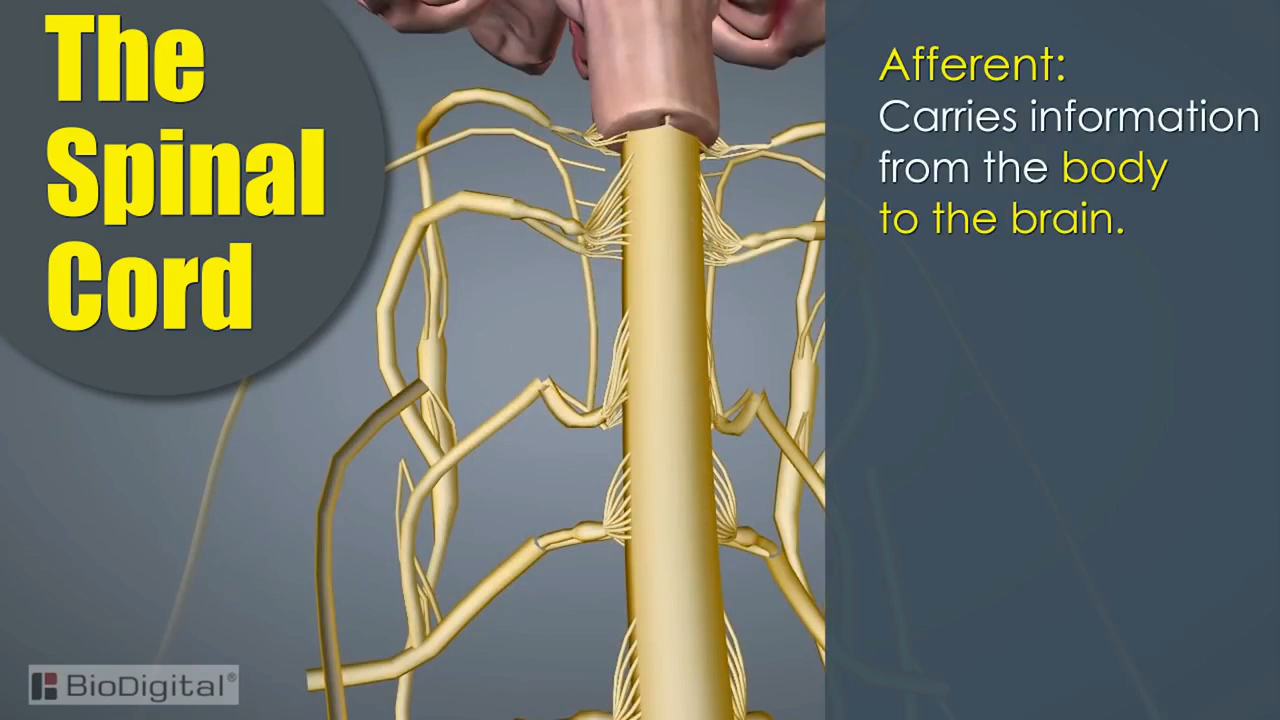 The
Spinal
Cord
Afferent:
Carries information
from the body
to the brain.
BioDigital®